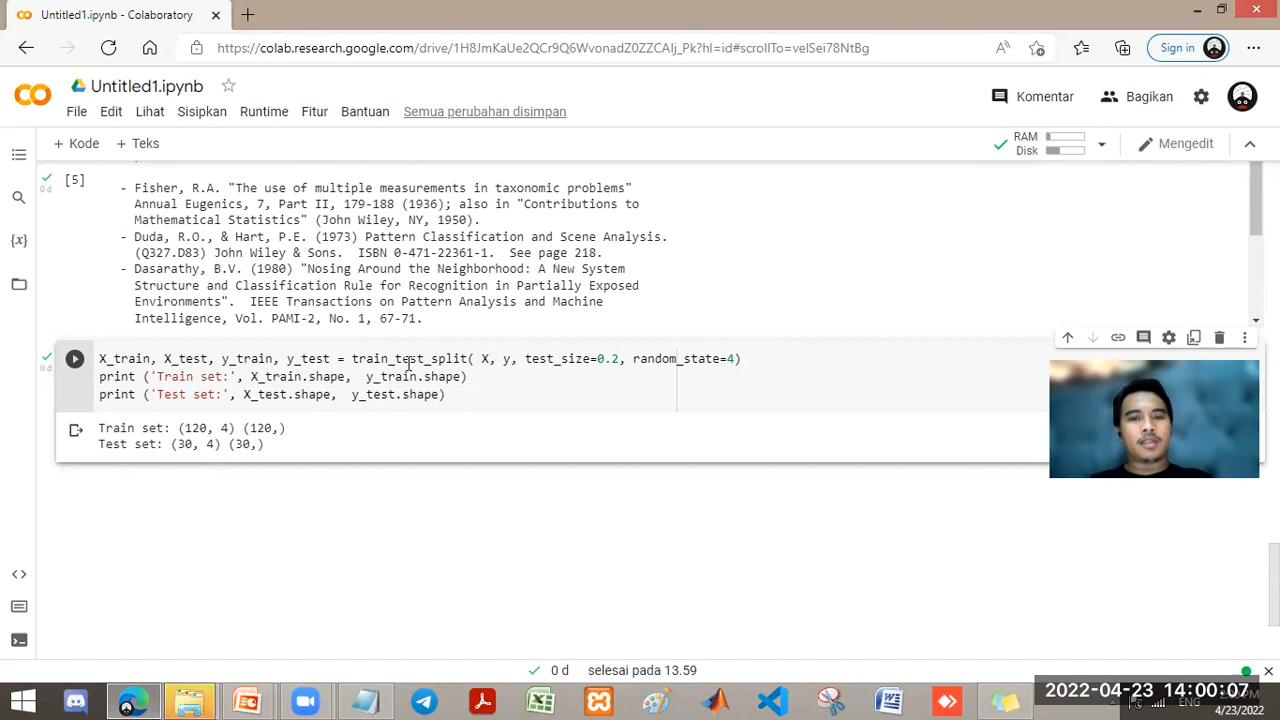 Untitled1.ipynb - Colaboratory
https://colab.research.google.com/drive/1H8JmKaUe2QCr9Q6WvonadZ0ZZCAIj_Pk?hl=id#scrollTo=velSei78NtBg
Sign in
Untitled1.ipynb
File Edit Lihat Sisipkan Runtime Fitur Bantuan Semua perubahan disimpan
Komentar
Bagikan
+ Kode + Teks
RAM
Disk
Mengedit
[5]
0 d
- Fisher, R.A. "The use of multiple measurements in taxonomic problems"
Annual Eugenics, 7, Part II, 179-188 (1936); also in "Contributions to
Mathematical Statistics" (John Wiley, NY, 1950).
- Duda, R.O., & Hart, P.E. (1973) Pattern Classification and Scene Analysis.
(Q327.D83) John Wiley & Sons.  ISBN 0-471-22361-1.  See page 218.
- Dasarathy, B.V. (1980) "Nosing Around the Neighborhood: A New System
Structure and Classification Rule for Recognition in Partially Exposed
Environments".  IEEE Transactions on Pattern Analysis and Machine
Intelligence, Vol. PAMI-2, No. 1, 67-71.
0 d
X_train, X_test, y_train, y_test = train_test_split( X, y, test_size=0.2, random_state=4)
print ('Train set:', X_train.shape,  y_train.shape)
print ('Test set:', X_test.shape,  y_test.shape)
Train set: (120, 4) (120,)
Test set: (30, 4) (30,)
0 d selesai pada 13.59
2022-04-23 14:00:07
ENG
4/23/2022